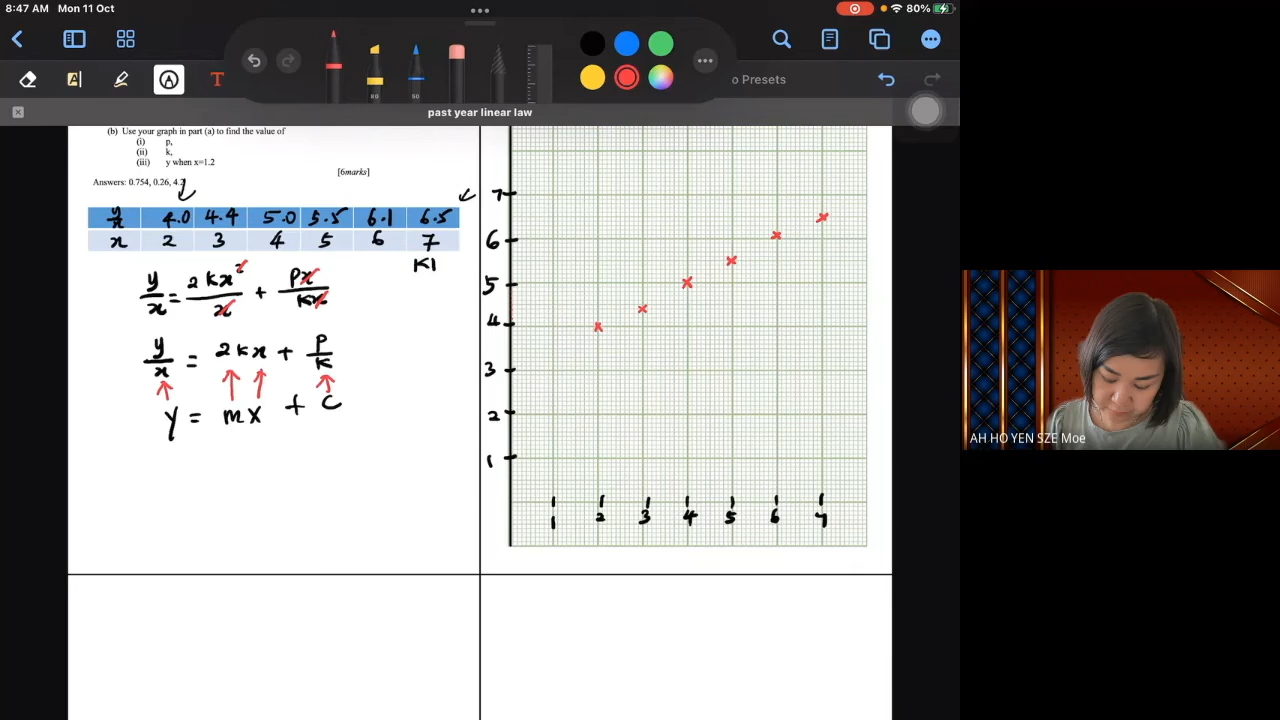 8:47 AM Mon 11 Oct
80%
80
50
o Presets
T
past year linear law
(b) Use your graph in part (a) to find the value of
(i) p,
(ii) k,
(iii) y when x=1.2
[6marks]
Answers: 0.754, 0.26, 4.2
y/x 4.0 4.4 5.0 5.5 6.1 6.5
x 2 3 4 5 6 7
K1
y/x = 2kx²/x + px/kx
y/x = 2kx + p/k
Y = mX + C
7
6
5
4
3
2
1
1 2 3 4 5 6 7
AH HO YEN SZE Moe